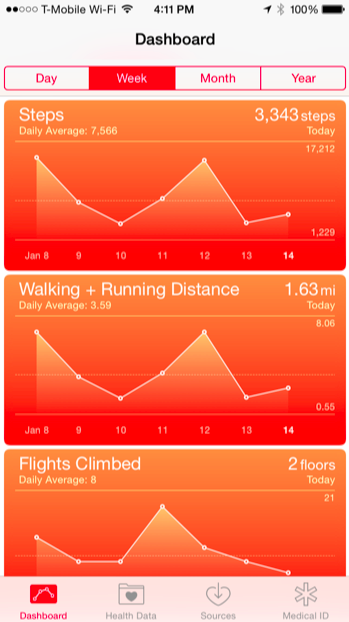 T-Mobile Wi-Fi 4:11 PM 100%
Dashboard
Day Week Month Year
Steps 3,343 steps
Daily Average: 7,566 Today
17,212
1,229
Jan 8 9 10 11 12 13 14
Walking + Running Distance 1.63 mi
Daily Average: 3.59 Today
8.06
0.55
Jan 8 9 10 11 12 13 14
Flights Climbed 2 floors
Daily Average: 8 Today
21
Dashboard Health Data Sources Medical ID